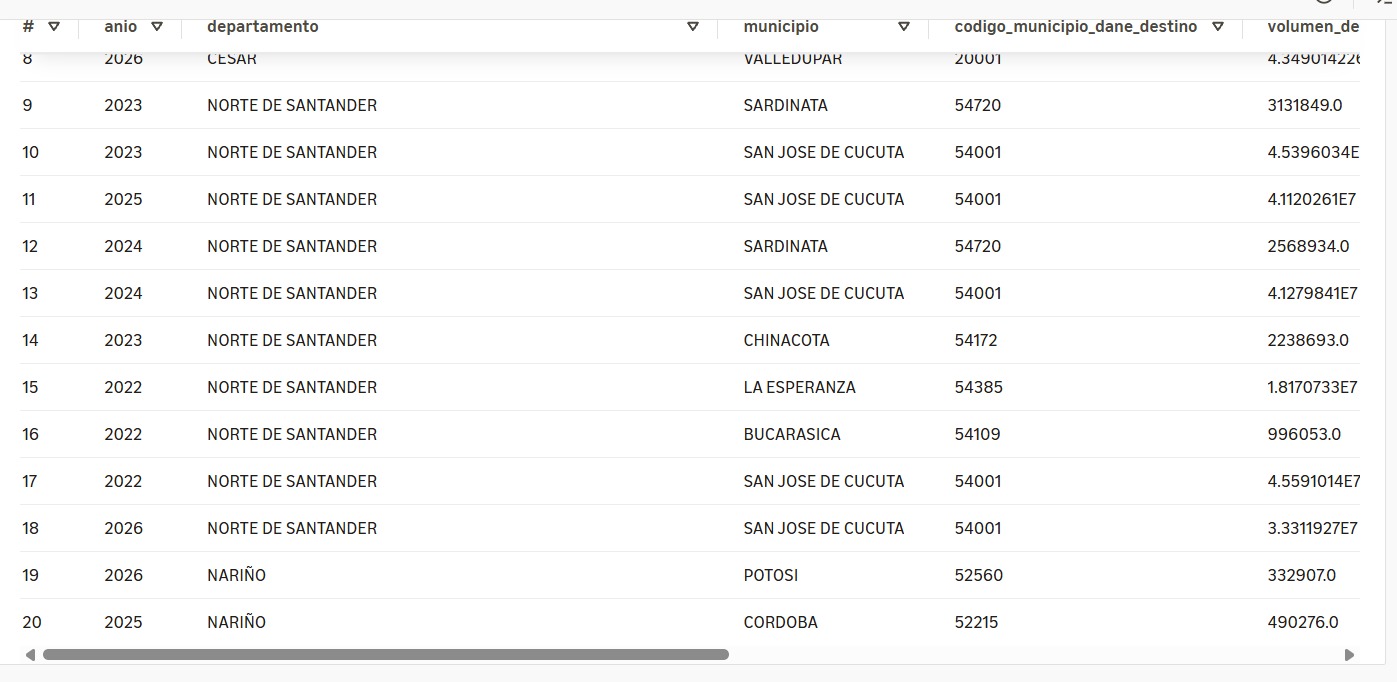 # anio departamento municipio codigo_municipio_dane_destino volumen_de
8 2026 CESAR VALLEDUPAR 20001 4.349014226
9 2023 NORTE DE SANTANDER SARDINATA 54720 3131849.0
10 2023 NORTE DE SANTANDER SAN JOSE DE CUCUTA 54001 4.5396034E
11 2025 NORTE DE SANTANDER SAN JOSE DE CUCUTA 54001 4.1120261E7
12 2024 NORTE DE SANTANDER SARDINATA 54720 2568934.0
13 2024 NORTE DE SANTANDER SAN JOSE DE CUCUTA 54001 4.1279841E7
14 2023 NORTE DE SANTANDER CHINACOTA 54172 2238693.0
15 2022 NORTE DE SANTANDER LA ESPERANZA 54385 1.8170733E7
16 2022 NORTE DE SANTANDER BUCARASICA 54109 996053.0
17 2022 NORTE DE SANTANDER SAN JOSE DE CUCUTA 54001 4.5591014E7
18 2026 NORTE DE SANTANDER SAN JOSE DE CUCUTA 54001 3.3311927E7
19 2026 NARIÑO POTOSI 52560 332907.0
20 2025 NARIÑO CORDOBA 52215 490276.0